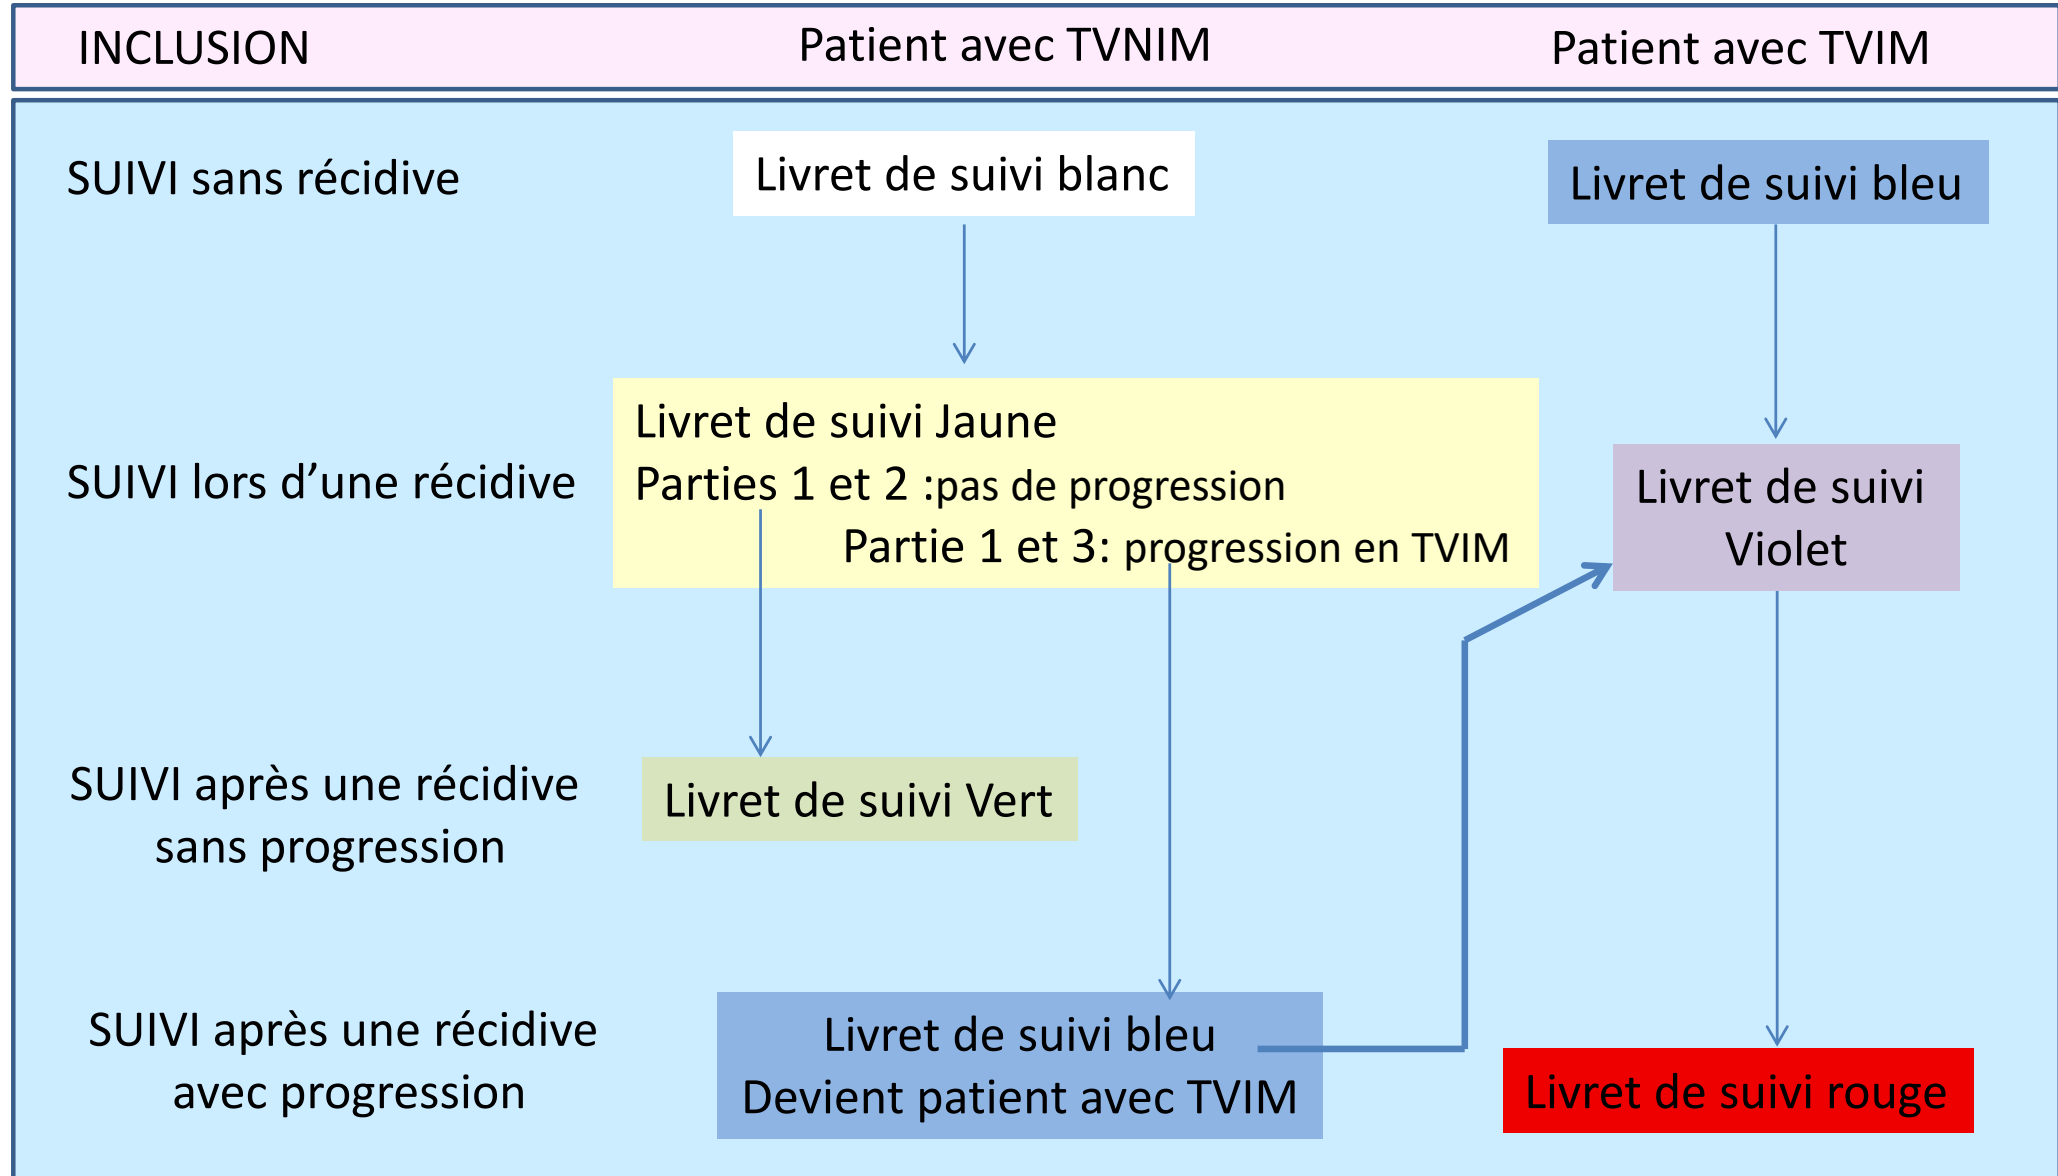 INCLUSION
Patient avec TVNIM
Patient avec TVIM
SUIVI sans récidive
Livret de suivi blanc
Livret de suivi bleu
SUIVI lors d’une récidive
Livret de suivi Jaune
Parties 1 et 2 :pas de progression
Partie 1 et 3: progression en TVIM
Livret de suivi
Violet
SUIVI après une récidive
sans progression
Livret de suivi Vert
SUIVI après une récidive
avec progression
Livret de suivi bleu
Devient patient avec TVIM
Livret de suivi rouge